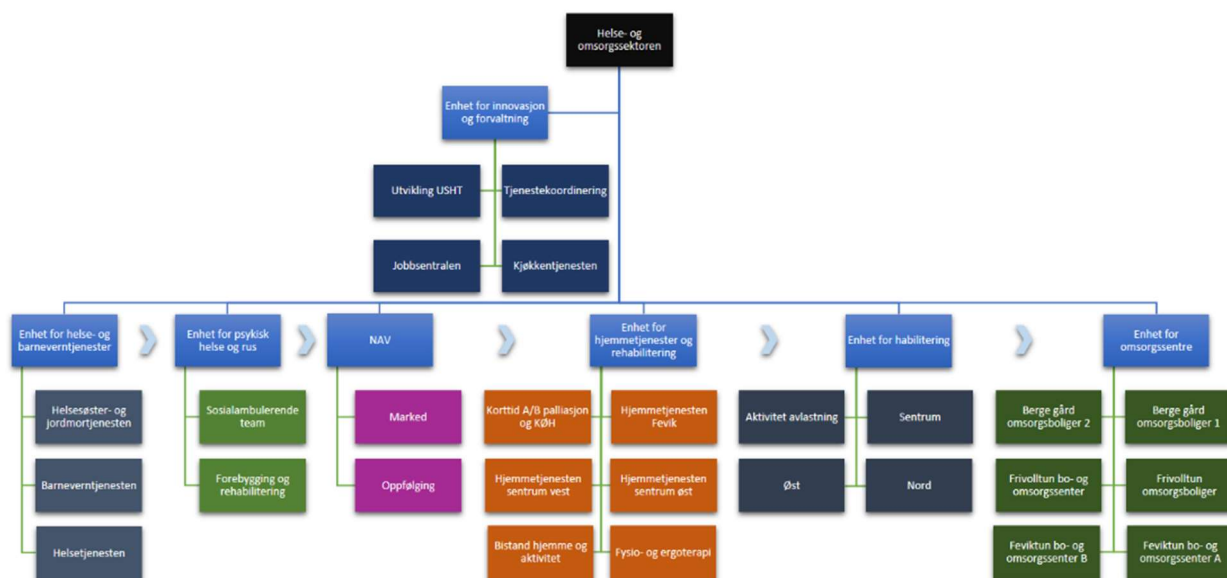 Helse- og
omsorgssektoren
Enhet for innovasjon
og forvaltning
Utvikling USHT
Tjenestekoordinering
Jobbsentralen
Kjøkkentjenesten
Enhet for helse- og
barneverntjenester
Enhet for psykisk
helse og rus
NAV
Enhet for
hjemmetjenester og
rehabilitering
Enhet for habilitering
Enhet for
omsorgssentre
Helsesøster- og
jordmortjenesten
Sosialambulerende
team
Marked
Korttid A/B palliasjon
og KØH
Hjemmetjenesten
Fevik
Aktivitet avlastning
Sentrum
Berge gård
omsorgsboliger 2
Berge gård
omsorgsboliger 1
Barneverntjenesten
Forebygging og
rehabilitering
Oppfølging
Hjemmetjenesten
sentrum vest
Hjemmetjenesten
sentrum øst
Øst
Nord
Frivolltun bo- og
omsorgssenter
Frivolltun
omsorgsboliger
Helsetjenesten
Bistand hjemme og
aktivitet
Fysio- og ergoterapi
Feviktun bo- og
omsorgssenter B
Feviktun bo- og
omsorgssenter A